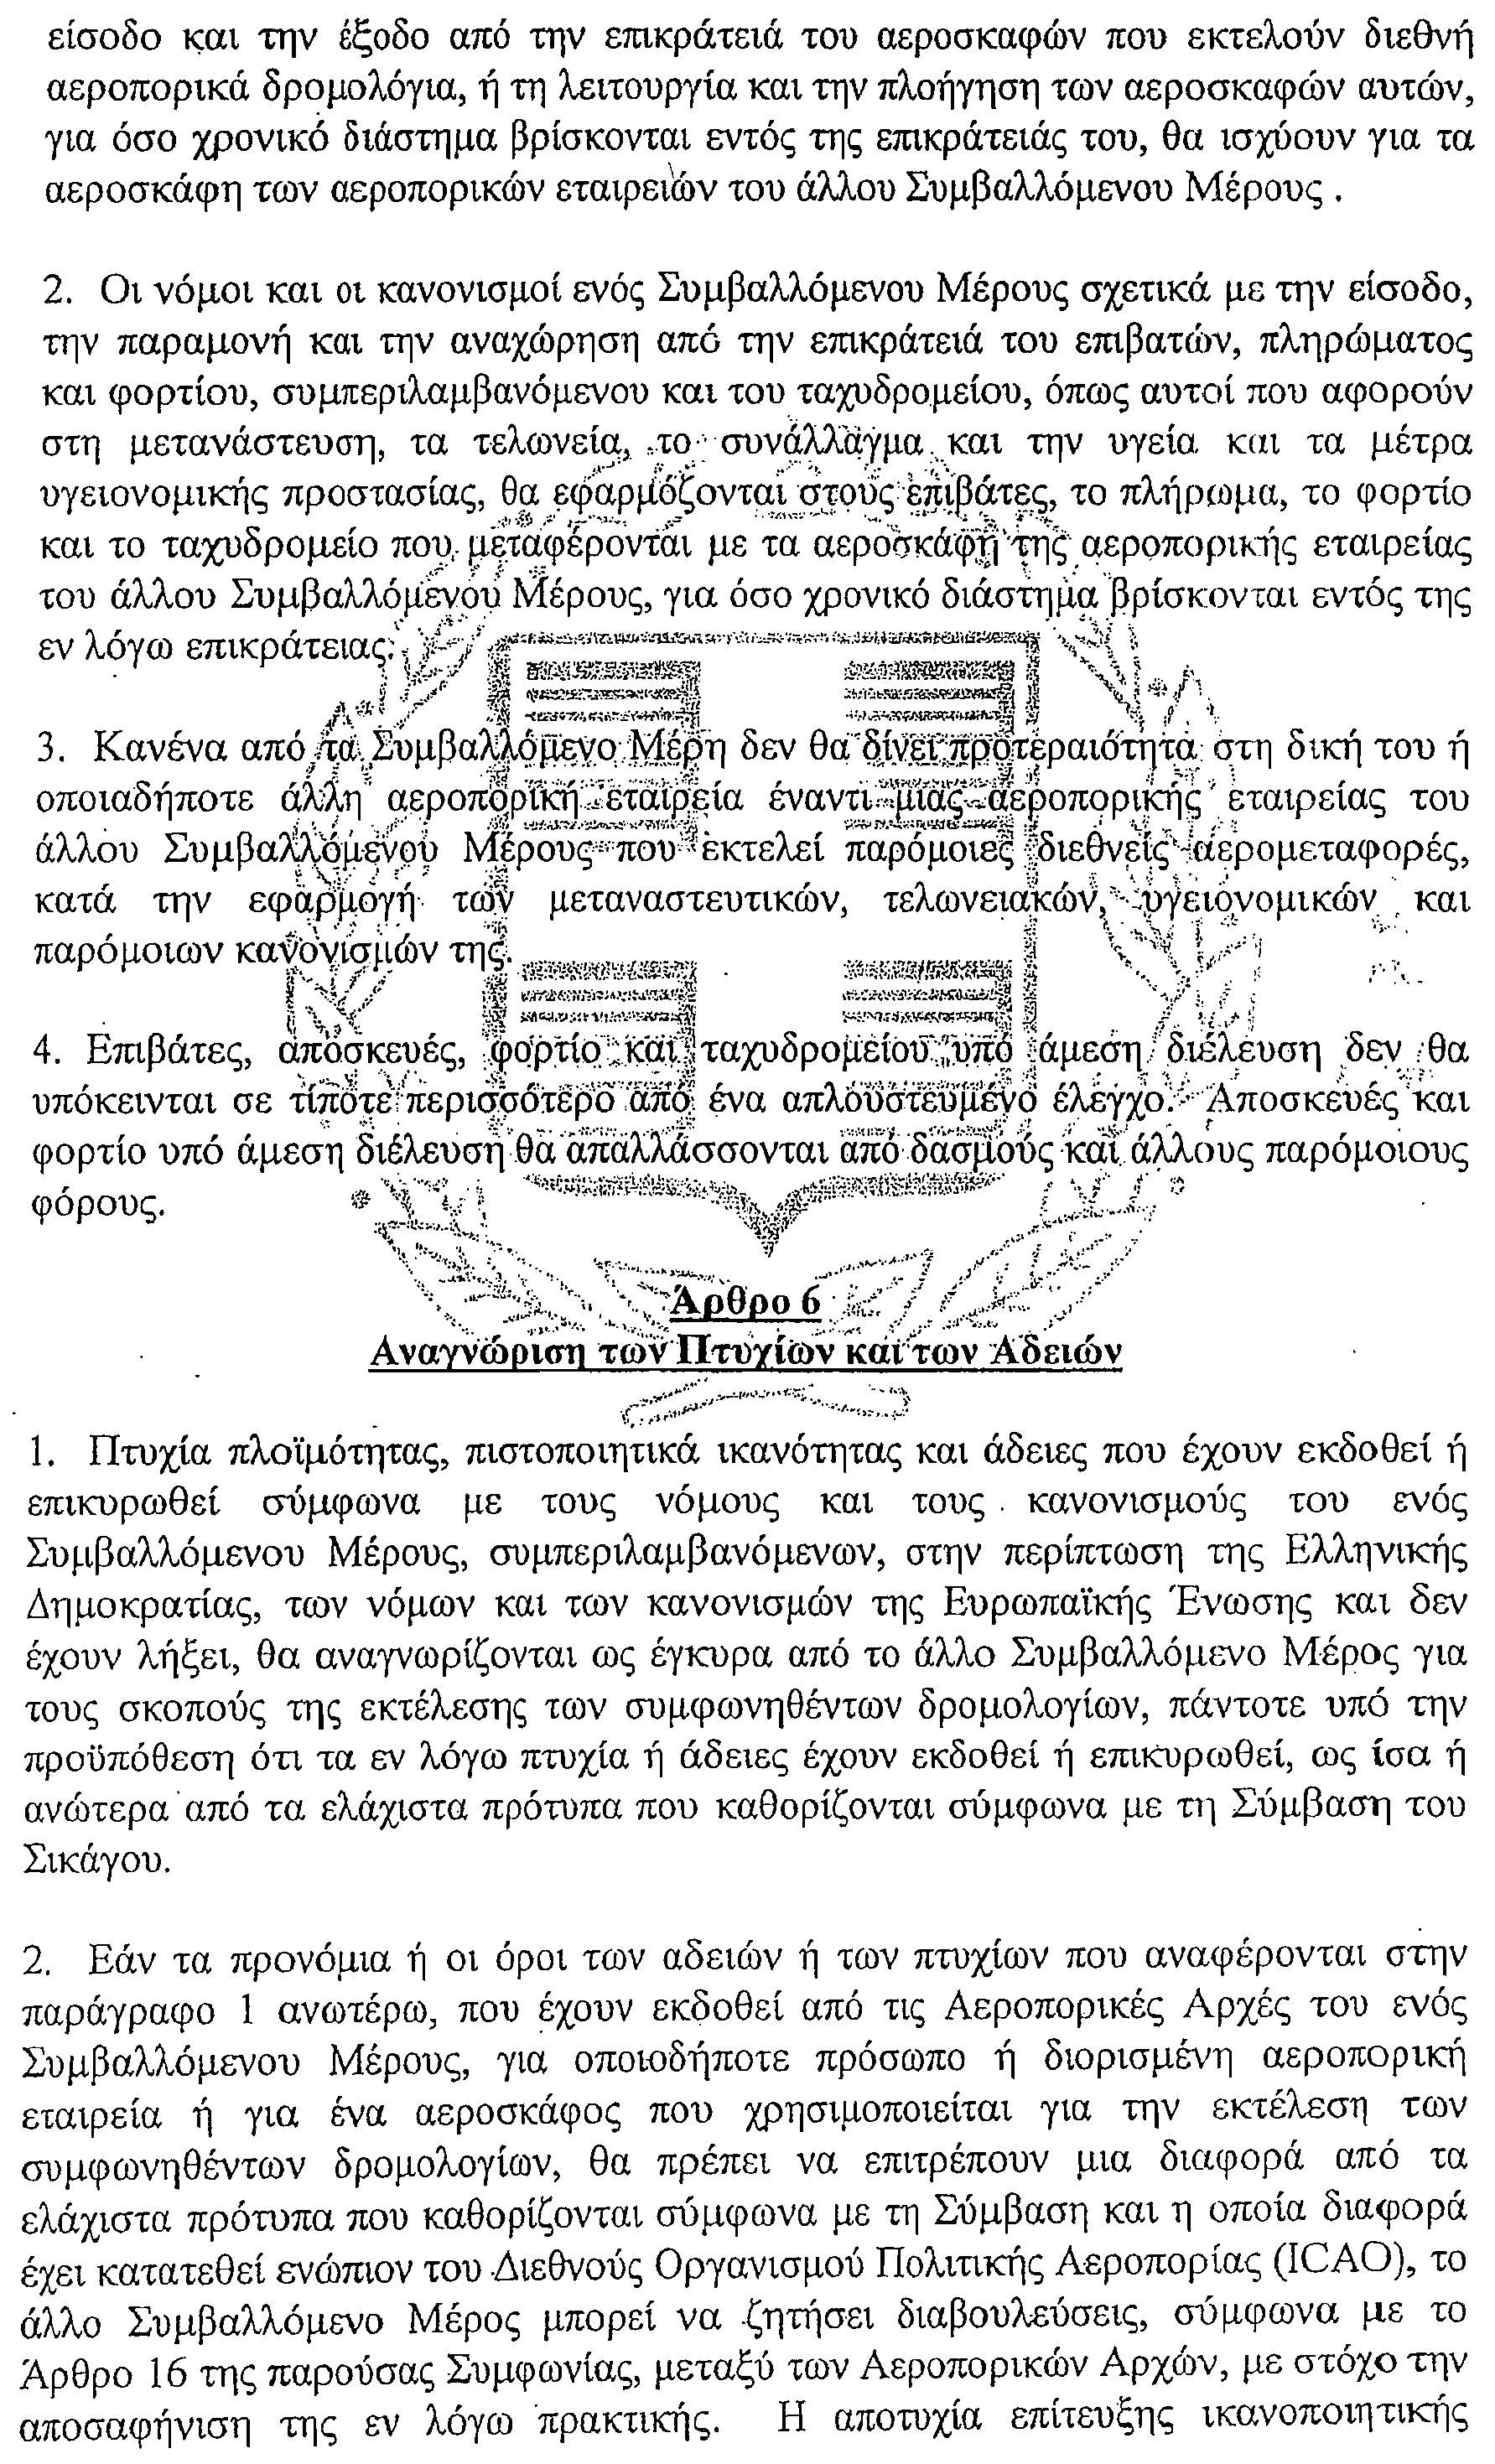 είσοδο και την έξοδο από την επικράτειά του αεροσκαφών που εκτελούν διεθνή
αεροπορικά δρομολόγια, ή τη λειτουργία και την πλοήγηση των αεροσκαφών αυτών,
για όσο χρονικό διάστημα βρίσκονται εντός της επικράτειάς του, θα ισχύουν για τα
αεροσκάφη των αεροπορικών εταιρειών του άλλου Συμβαλλόμενου Μέρους .
2. Οι νόμοι και οι κανονισμοί ενός Συμβαλλόμενου Μέρους σχετικά με την είσοδο,
την παραμονή και την αναχώρηση από την επικράτειά του επιβατών, πληρώματος
και φορτίου, συμπεριλαμβανόμενου και του ταχυδρομείου, όπως αυτοί που αφορούν
στη μετανάστευση, τα τελωνεία, το συνάλλαγμα και την υγεία και τα μέτρα
υγειονομικής προστασίας, θα εφαρμόζονται στους επιβάτες, το πλήρωμα, το φορτίο
και το ταχυδρομείο που μεταφέρονται με τα αεροσκάφη της αεροπορικής εταιρείας
του άλλου Συμβαλλόμενου Μέρους, για όσο χρονικό διάστημα βρίσκονται εντός της
εν λόγω επικράτειας.
3. Κανένα από τα Συμβαλλόμενο Μέρη δεν θα δίνει προτεραιότητα στη δική του ή
οποιαδήποτε άλλη αεροπορική εταιρεία έναντι μιας αεροπορικής εταιρείας του
άλλου Συμβαλλόμενου Μέρους που εκτελεί παρόμοιες διεθνείς αερομεταφορές,
κατά την εφαρμογή των μεταναστευτικών, τελωνειακών, υγειονομικών και
παρόμοιων κανονισμών της.
4. Επιβάτες, αποσκευές, φορτίο και ταχυδρομείου υπό άμεση διέλευση δεν θα
υπόκεινται σε τίποτε περισσότερο από ένα απλουστευμένο έλεγχο. Αποσκευές και
φορτίο υπό άμεση διέλευση θα απαλλάσσονται από δασμούς και άλλους παρόμοιους
φόρους.
Άρθρο 6
Αναγνώριση των Πτυχίων και των Αδειών
1. Πτυχία πλοϊμότητας, πιστοποιητικά ικανότητας και άδειες που έχουν εκδοθεί ή
επικυρωθεί σύμφωνα με τους νόμους και τους κανονισμούς του ενός
Συμβαλλόμενου Μέρους, συμπεριλαμβανόμενων, στην περίπτωση της Ελληνικής
Δημοκρατίας, των νόμων και των κανονισμών της Ευρωπαϊκής Ένωσης και δεν
έχουν λήξει, θα αναγνωρίζονται ως έγκυρα από το άλλο Συμβαλλόμενο Μέρος για
τους σκοπούς της εκτέλεσης των συμφωνηθέντων δρομολογίων, πάντοτε υπό την
προϋπόθεση ότι τα εν λόγω πτυχία ή άδειες έχουν εκδοθεί ή επικυρωθεί, ως ίσα ή
ανώτερα από τα ελάχιστα πρότυπα που καθορίζονται σύμφωνα με τη Σύμβαση του
Σικάγου.
2. Εάν τα προνόμια ή οι όροι των αδειών ή των πτυχίων που αναφέρονται στην
παράγραφο 1 ανωτέρω, που έχουν εκδοθεί από τις Αεροπορικές Αρχές του ενός
Συμβαλλόμενου Μέρους, για οποιοδήποτε πρόσωπο ή διορισμένη αεροπορική
εταιρεία ή για ένα αεροσκάφος που χρησιμοποιείται για την εκτέλεση των
συμφωνηθέντων δρομολογίων, θα πρέπει να επιτρέπουν μια διαφορά από τα
ελάχιστα πρότυπα που καθορίζονται σύμφωνα με τη Σύμβαση και η οποία διαφορά
έχει κατατεθεί ενώπιον του Διεθνούς Οργανισμού Πολιτικής Αεροπορίας (ICAO), το
άλλο Συμβαλλόμενο Μέρος μπορεί να ζητήσει διαβουλεύσεις, σύμφωνα με το
Άρθρο 16 της παρούσας Συμφωνίας, μεταξύ των Αεροπορικών Αρχών, με στόχο την
αποσαφήνιση της εν λόγω πρακτικής. Η αποτυχία επίτευξης ικανοποιητικής